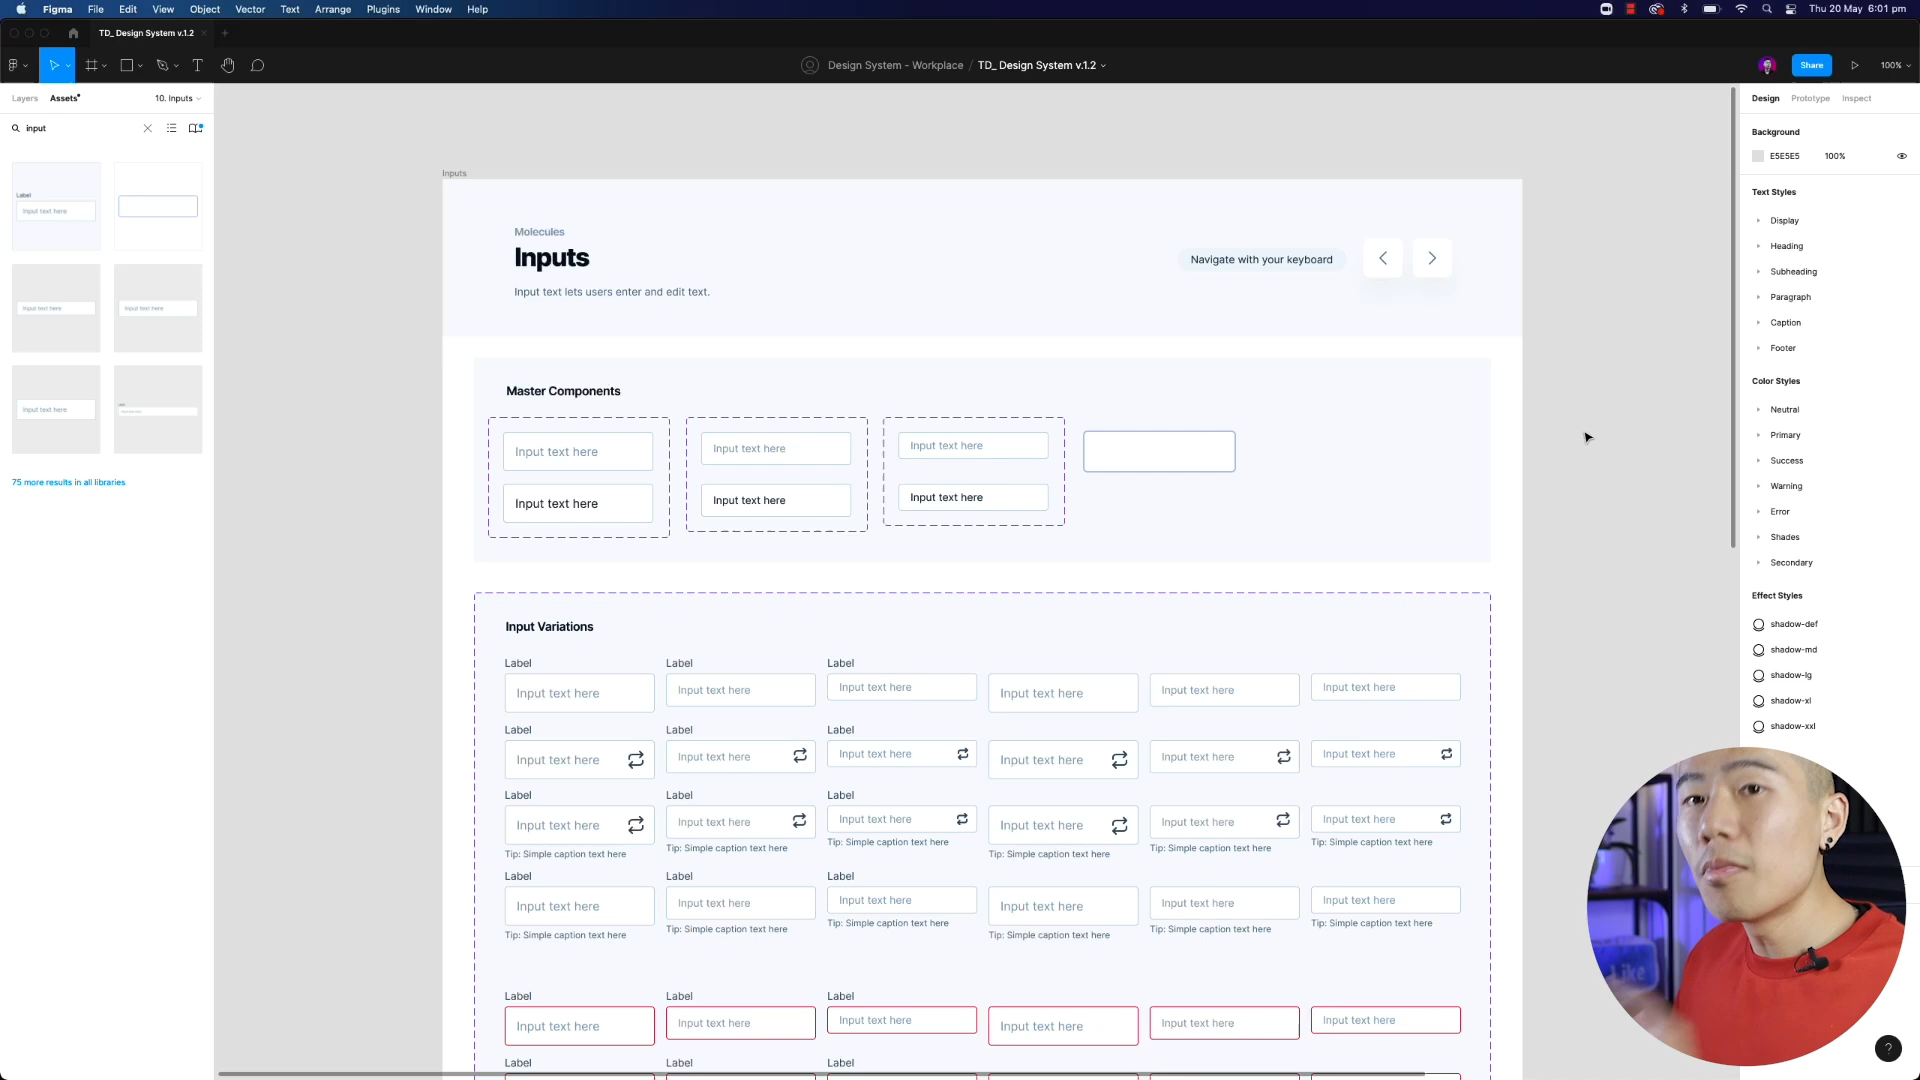 Figma File Edit View Object Vector Text Arrange Plugins Window Help
Thu 20 May 6:01 pm
TD_ Design System v.1.2
Design System - Workplace / TD_ Design System v.1.2
Share
100%
Layers Assets 10. Inputs
input
Label
Input text here
Input text here
Input text here
Input text here
75 more results in all libraries
Inputs
Molecules
Inputs
Input text lets users enter and edit text.
Navigate with your keyboard
Master Components
Input text here Input text here Input text here
Input text here Input text here Input text here
Input Variations
Label Label Label
Input text here Input text here Input text here Input text here Input text here Input text here
Label Label Label
Input text here Input text here Input text here Input text here Input text here Input text here
Label Label Label
Input text here Input text here Input text here Input text here Input text here Input text here
Tip: Simple caption text here Tip: Simple caption text here Tip: Simple caption text here Tip: Simple caption text here Tip: Simple caption text here Tip: Simple caption text here
Label Label Label
Input text here Input text here Input text here Input text here Input text here Input text here
Tip: Simple caption text here Tip: Simple caption text here Tip: Simple caption text here Tip: Simple caption text here Tip: Simple caption text here Tip: Simple caption text here
Label Label Label
Input text here Input text here Input text here Input text here Input text here Input text here
Label Label Label
Design Prototype Inspect
Background
E5E5E5 100%
Text Styles
Display
Heading
Subheading
Paragraph
Caption
Footer
Color Styles
Neutral
Primary
Success
Warning
Error
Shades
Secondary
Effect Styles
shadow-def
shadow-md
shadow-lg
shadow-xl
shadow-xxl
Like
?